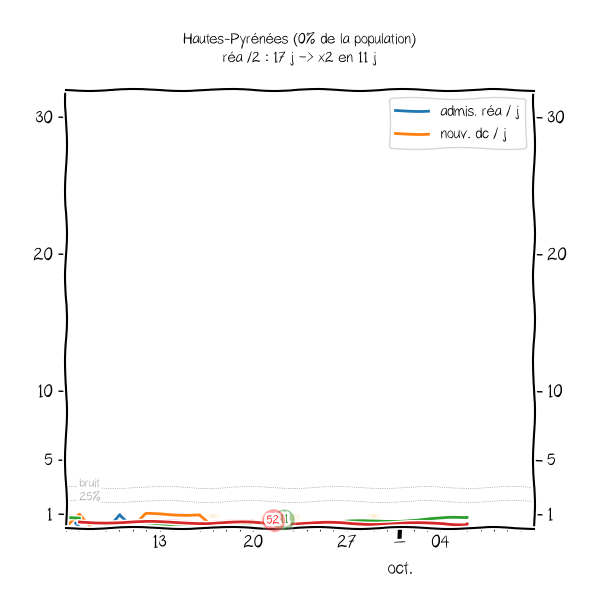 Hautes-Pyrénées (0% de la population)
réa /2 : 17 j -> x2 en 11 j
admis. réa / j
nouv. dc / j
30
30
20
20
10
10
5
5
bruit
25%
1
1
52
13
20
27
04
oct.